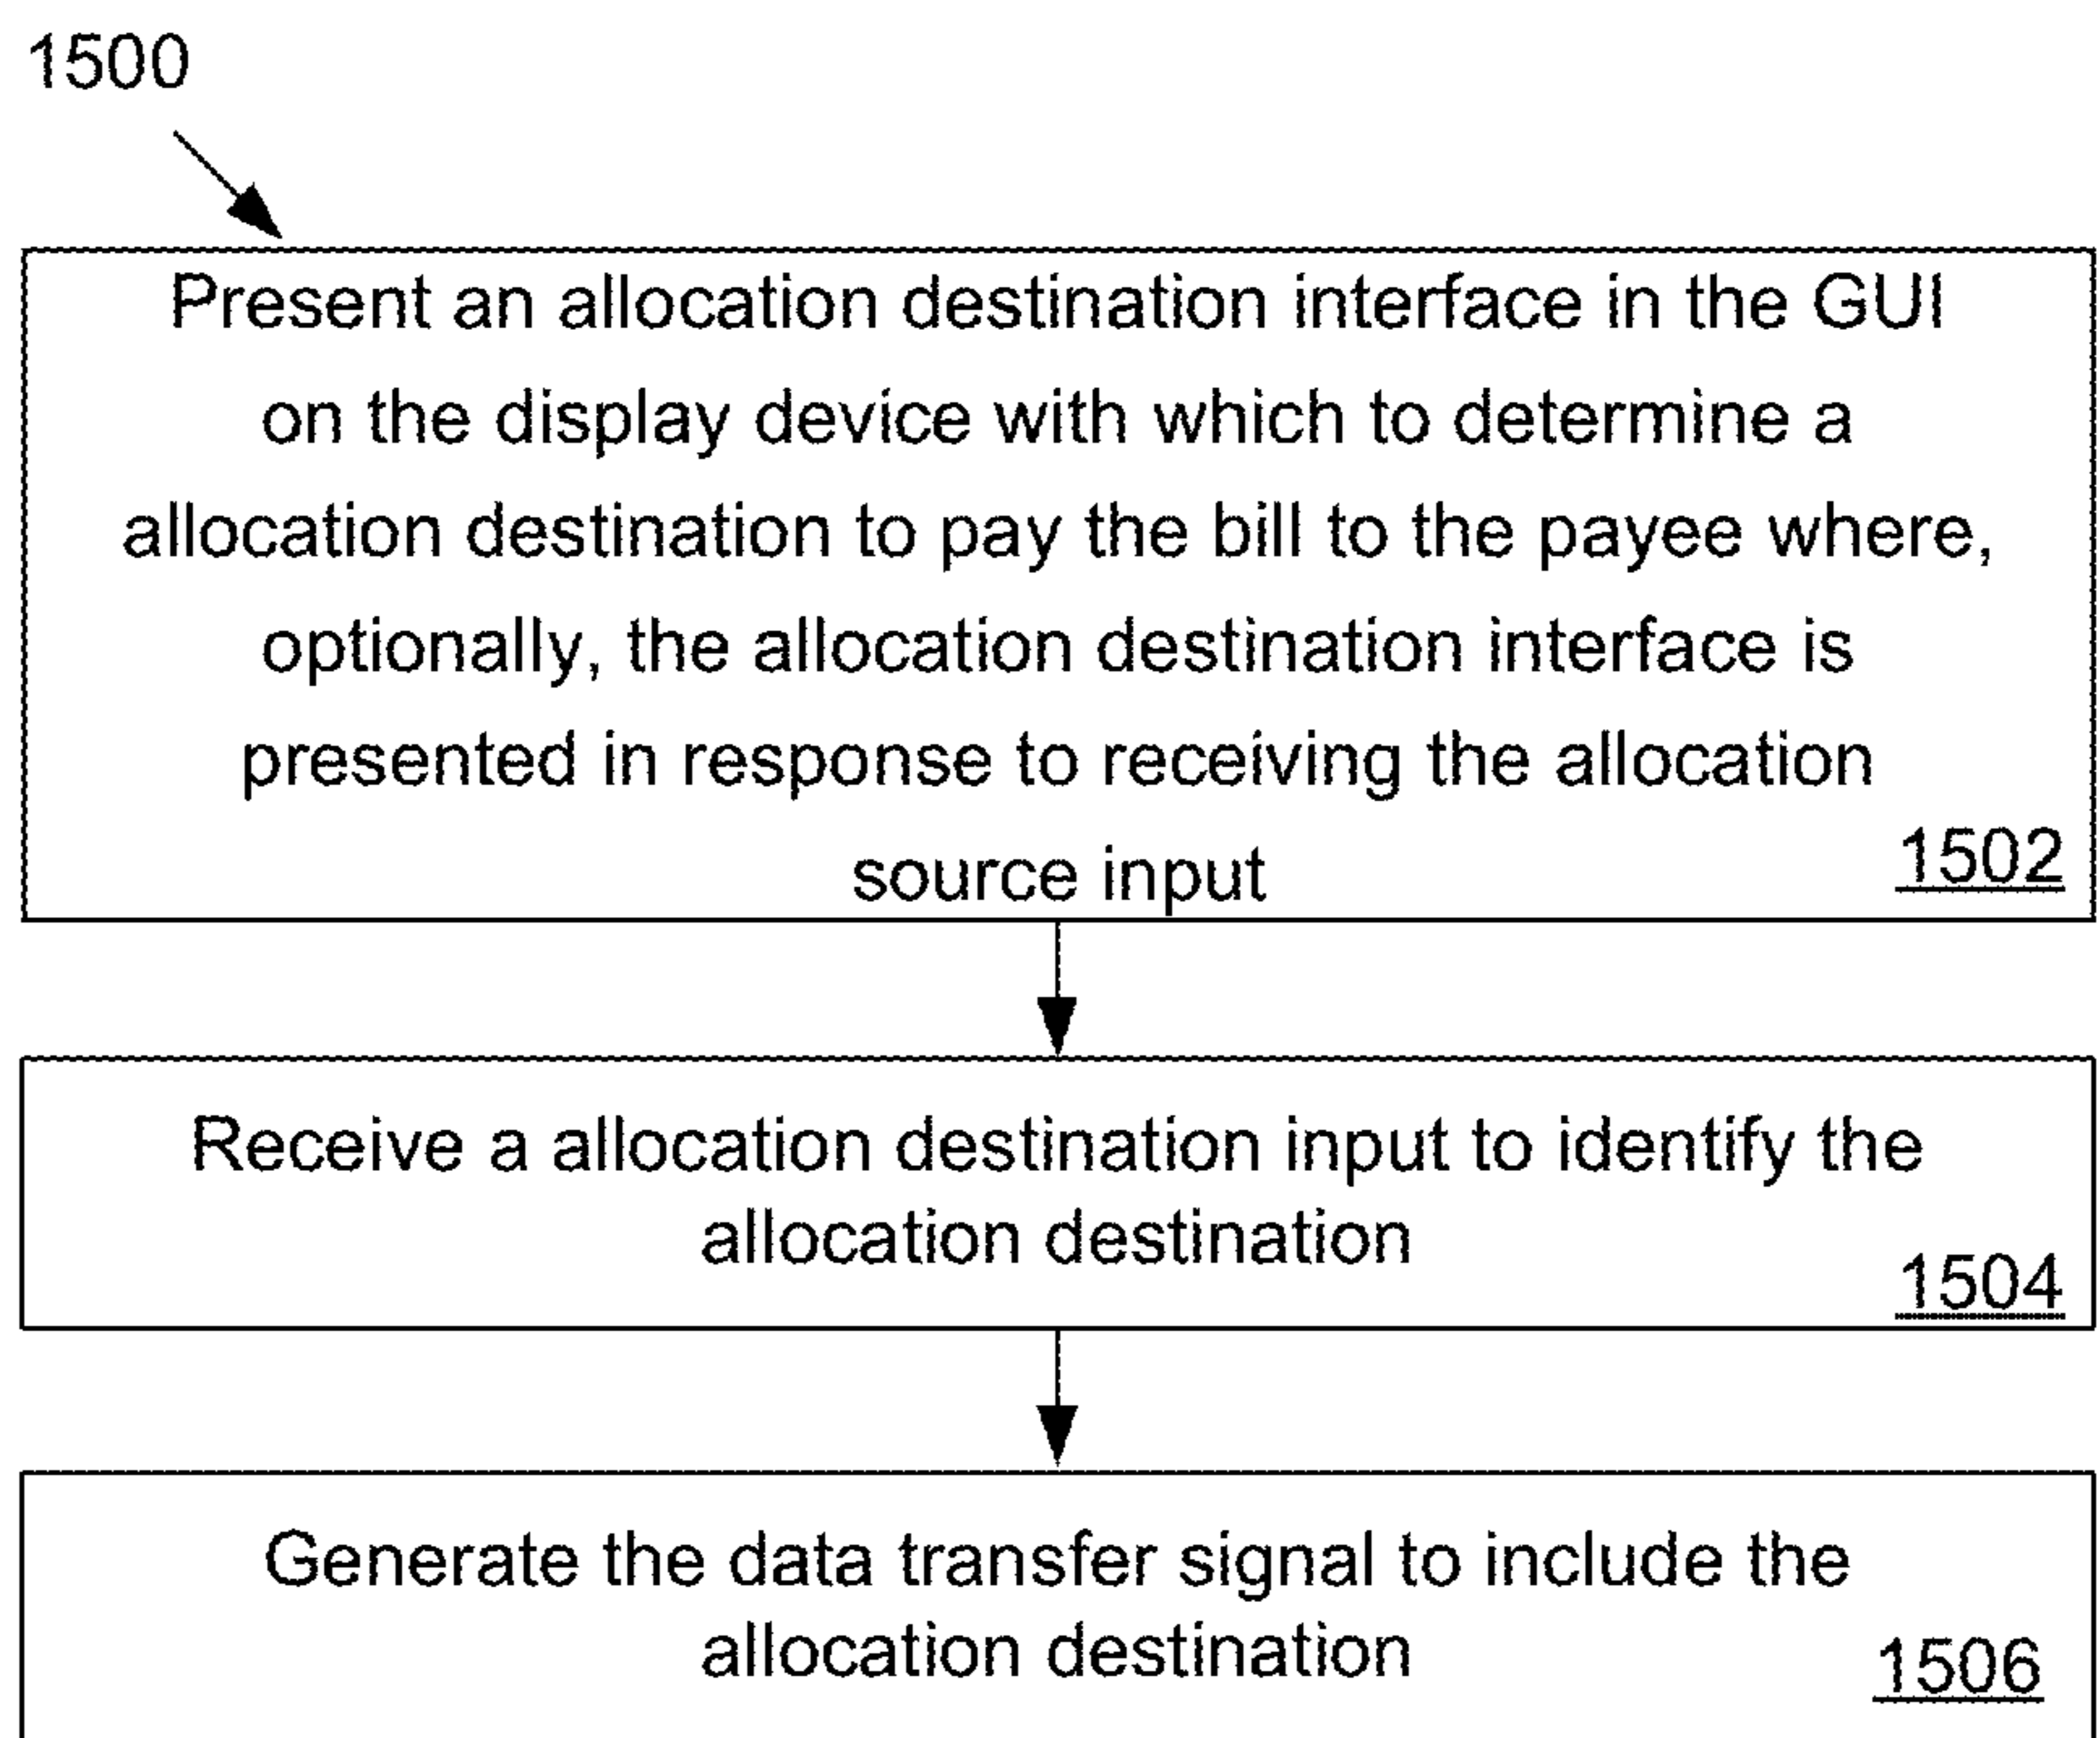 1500
Present an allocation destination interface in the GUI
on the display device with which to determine a
allocation destination to pay the bill to the payee where,
optionally, the allocation destination interface is
presented in response to receiving the allocation
source input
1502
Receive a allocation destination input to identify the
allocation destination
1504
Generate the data transfer signal to include the
allocation destination
1506